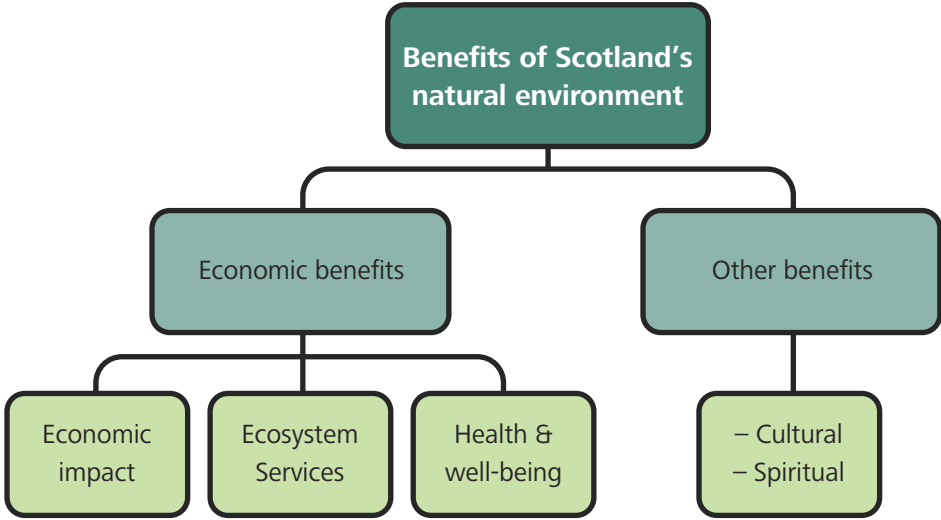 Benefits of Scotland’s
natural environment
Economic benefits
Other benefits
Economic
impact
Ecosystem
Services
Health &
well-being
– Cultural
– Spiritual